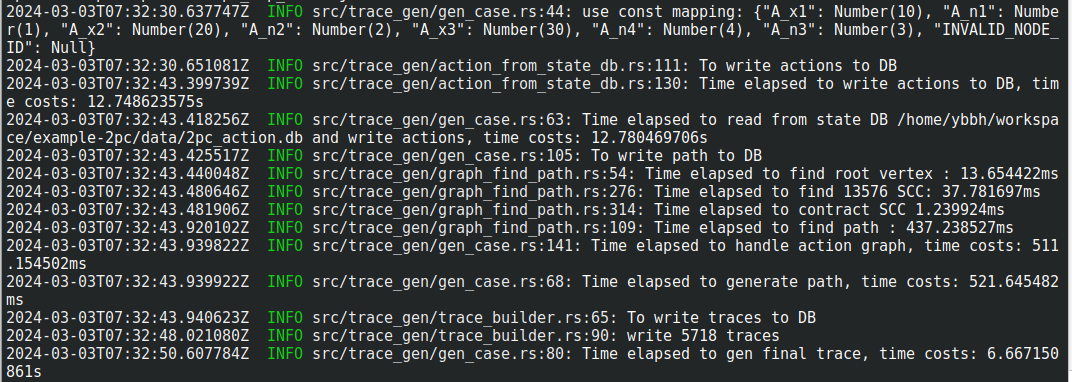 2024-03-03T07:32:30.637747Z  INFO src/trace_gen/gen_case.rs:44: use const mapping: {"A_x1": Number(10), "A_n1": Numbe
r(1), "A_x2": Number(20), "A_n2": Number(2), "A_x3": Number(30), "A_n4": Number(4), "A_n3": Number(3), "INVALID_NODE_
ID": Null}
2024-03-03T07:32:30.651081Z  INFO src/trace_gen/action_from_state_db.rs:111: To write actions to DB
2024-03-03T07:32:43.399739Z  INFO src/trace_gen/action_from_state_db.rs:130: Time elapsed to write actions to DB, tim
e costs: 12.748623575s
2024-03-03T07:32:43.418256Z  INFO src/trace_gen/gen_case.rs:63: Time elapsed to read from state DB /home/ybbh/workspa
ce/example-2pc/data/2pc_action.db and write actions, time costs: 12.780469706s
2024-03-03T07:32:43.425517Z  INFO src/trace_gen/gen_case.rs:105: To write path to DB
2024-03-03T07:32:43.440048Z  INFO src/trace_gen/graph_find_path.rs:54: Time elapsed to find root vertex : 13.654422ms
2024-03-03T07:32:43.480646Z  INFO src/trace_gen/graph_find_path.rs:276: Time elapsed to find 13576 SCC: 37.781697ms
2024-03-03T07:32:43.481906Z  INFO src/trace_gen/graph_find_path.rs:314: Time elapsed to contract SCC 1.239924ms
2024-03-03T07:32:43.920102Z  INFO src/trace_gen/graph_find_path.rs:109: Time elapsed to find path : 437.238527ms
2024-03-03T07:32:43.939822Z  INFO src/trace_gen/gen_case.rs:141: Time elapsed to handle action graph, time costs: 511
.154502ms
2024-03-03T07:32:43.939922Z  INFO src/trace_gen/gen_case.rs:68: Time elapsed to generate path, time costs: 521.645482
ms
2024-03-03T07:32:43.940623Z  INFO src/trace_gen/trace_builder.rs:65: To write traces to DB
2024-03-03T07:32:48.021080Z  INFO src/trace_gen/trace_builder.rs:90: write 5718 traces
2024-03-03T07:32:50.607784Z  INFO src/trace_gen/gen_case.rs:80: Time elapsed to gen final trace, time costs: 6.667150
861s